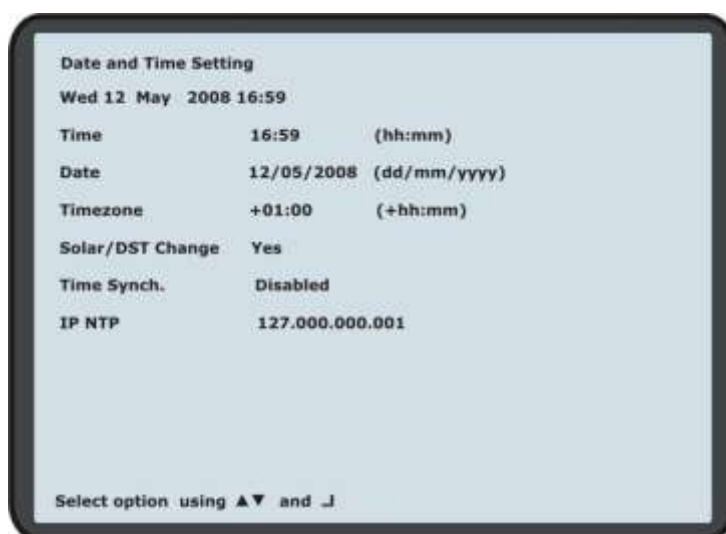 Date and Time Setting
Wed 12 May 2008 16:59
Time 16:59 (hh:mm)
Date 12/05/2008 (dd/mm/yyyy)
Timezone +01:00 (+hh:mm)
Solar/DST Change Yes
Time Synch. Disabled
IP NTP 127.000.000.001
Select option using ▲▼ and ┘